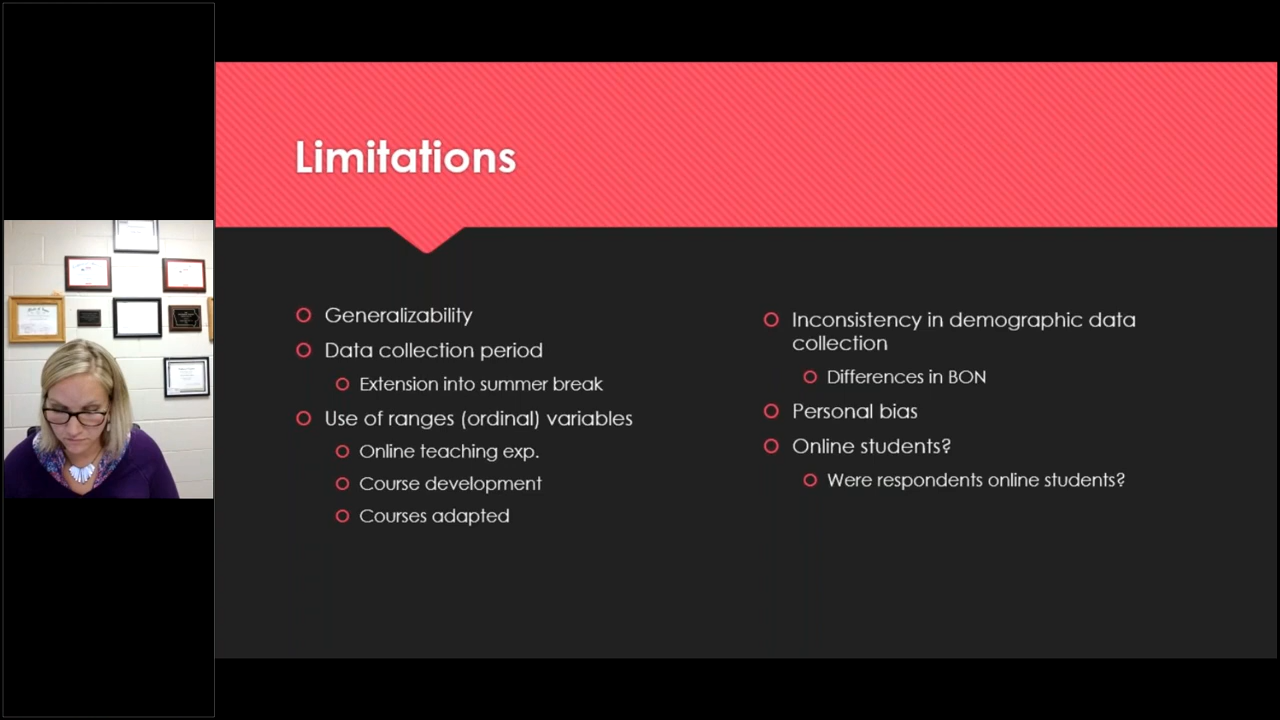 Limitations
Generalizability
Data collection period
Extension into summer break
Use of ranges (ordinal) variables
Online teaching exp.
Course development
Courses adapted
Inconsistency in demographic data
collection
Differences in BON
Personal bias
Online students?
Were respondents online students?